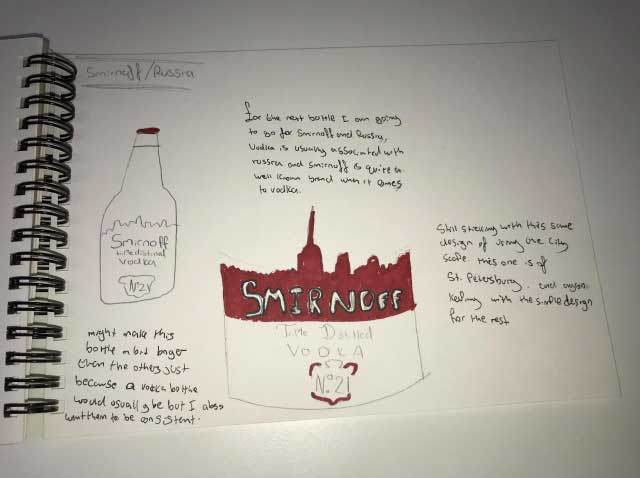 Smirnoff/Russia
for the next bottle I am going
to go for Smirnoff and Russia,
Vodka is usually associated with
russia and smirnoff is quite a
well known brand when it comes
to vodka.
Smirnoff
vodka
No 21
SMIRNOFF
Triple Distilled
VODKA
No. 21
Still sticking with this same
design of using the city
scape. this one is of
St. Petersburg. and again
keeping with the simple design
for the rest
might make this
bottle a bit bigger
than the others just
because a vodka bottle
would usually be but I also
want them to be consistent.